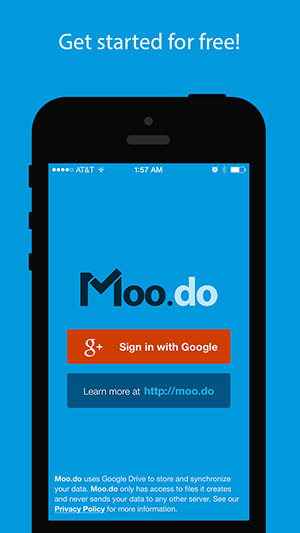 Get started for free!
AT&T 1:57 AM
Moo.do
g+ Sign in with Google
Learn more at http://moo.do
Moo.do uses Google Drive to store and synchronize
your data. Moo.do only has access to files it creates
and never sends your data to any other server. See our
Privacy Policy for more information.